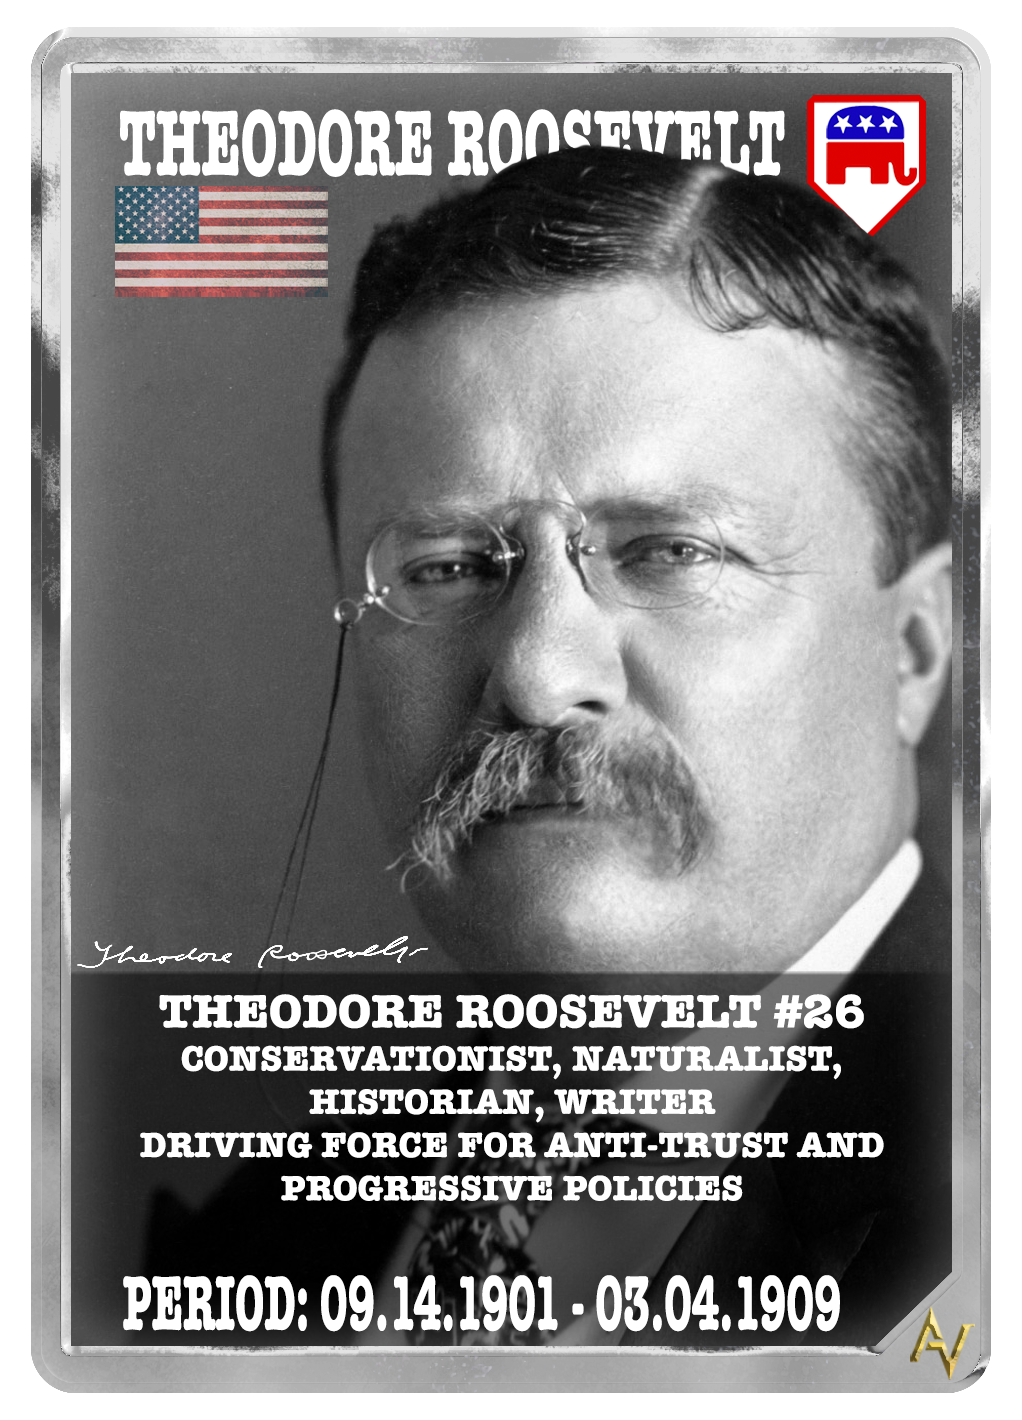 THEODORE ROOSEVELT
Theodore Roosevelt
THEODORE ROOSEVELT #26
CONSERVATIONIST, NATURALIST,
HISTORIAN, WRITER
DRIVING FORCE FOR ANTI-TRUST AND
PROGRESSIVE POLICIES
PERIOD: 09.14.1901 - 03.04.1909
AV